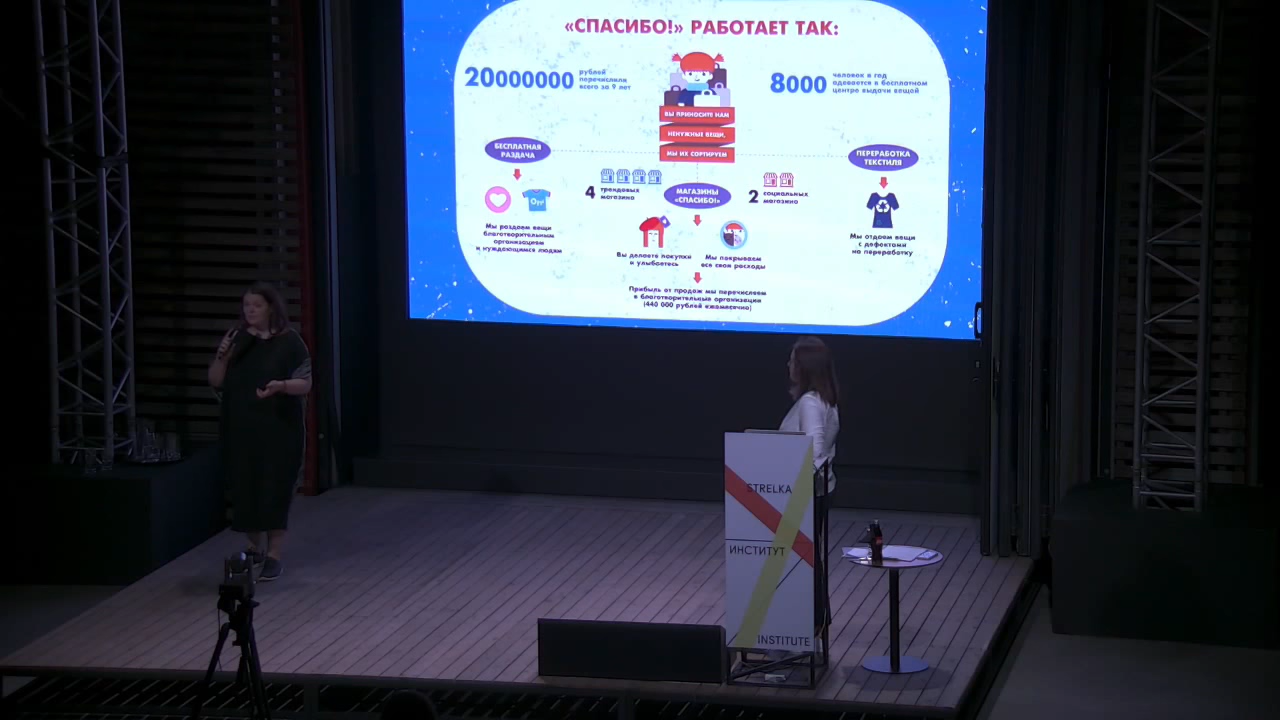 «СПАСИБО!» РАБОТАЕТ ТАК:
20000000
рублей
перечислили
всего за 9 лет
8000
человек в год
одевается в бесплатном
центре выдачи вещей
ВЫ ПРИНОСИТЕ НАМ
НЕНУЖНЫЕ ВЕЩИ,
МЫ ИХ СОРТИРУЕМ
БЕСПЛАТНАЯ
РАЗДАЧА
Мы раздаем вещи
благотворительным
организациям
и нуждающимся людям
4
трендовых
магазина
МАГАЗИНЫ
«СПАСИБО!»
2
социальных
магазина
Вы делаете покупки
и улыбаетесь
Мы покрываем
все свои расходы
Прибыль от продаж мы перечисляем
в благотворительные организации
(440 000 рублей ежемесячно)
ПЕРЕРАБОТКА
ТЕКСТИЛЯ
Мы отдаем вещи
с дефектами
на переработку
STRELKA
ИНСТИТУТ
INSTITUTE